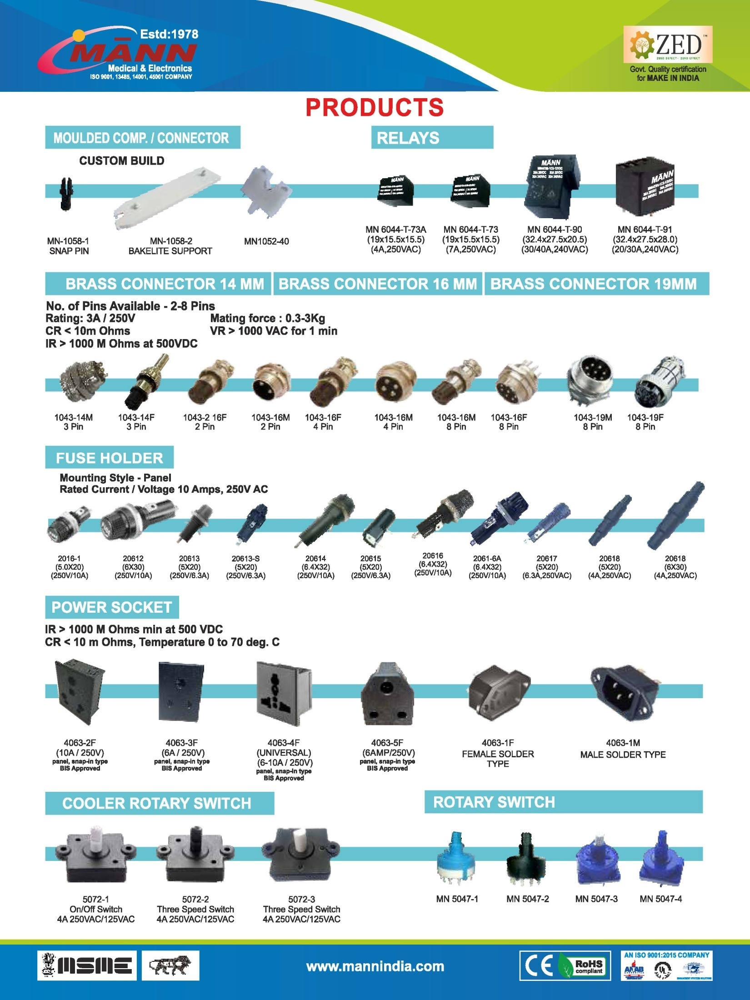 Estd:1978
MĀNN
Medical & Electronics
ISO 9001, 13485, 14001, 45001 COMPANY
ZED™
ZERO DEFECT - ZERO EFFECT
Govt. Quality certification
for MAKE IN INDIA
PRODUCTS
MOULDED COMP. / CONNECTOR
CUSTOM BUILD
MN-1058-1
SNAP PIN
MN-1058-2
BAKELITE SUPPORT
MN1052-40
RELAYS
MĀNN
MĀNN
MĀNN
MĀNN
MN 6044-T-73A
(19x15.5x15.5)
(4A,250VAC)
MN 6044-T-73
(19x15.5x15.5)
(7A,250VAC)
MN 6044-T-90
(32.4x27.5x20.5)
(30/40A,240VAC)
MN 6044-T-91
(32.4x27.5x28.0)
(20/30A,240VAC)
BRASS CONNECTOR 14 MM
BRASS CONNECTOR 16 MM
BRASS CONNECTOR 19MM
No. of Pins Available - 2-8 Pins
Rating: 3A / 250V
Mating force : 0.3-3Kg
CR < 10m Ohms
VR > 1000 VAC for 1 min
IR > 1000 M Ohms at 500VDC
1043-14M
3 Pin
1043-14F
3 Pin
1043-2 16F
2 Pin
1043-16M
2 Pin
1043-16F
4 Pin
1043-16M
4 Pin
1043-16M
8 Pin
1043-16F
8 Pin
1043-19M
8 Pin
1043-19F
8 Pin
FUSE HOLDER
Mounting Style - Panel
Rated Current / Voltage 10 Amps, 250V AC
2016-1
(5.0X20)
(250V/10A)
20612
(6X30)
(250V/10A)
20613
(5X20)
(250V/6.3A)
20613-S
(5X20)
(250V/6.3A)
20614
(6.4X32)
(250V/10A)
20615
(5X20)
(250V/6.3A)
20616
(6.4X32)
(250V/10A)
2061-6A
(6.4X32)
(250V/10A)
20617
(5X20)
(6.3A,250VAC)
20618
(5X20)
(4A,250VAC)
20618
(6X30)
(4A,250VAC)
POWER SOCKET
IR > 1000 M Ohms min at 500 VDC
CR < 10 m Ohms, Temperature 0 to 70 deg. C
4063-2F
(10A / 250V)
panel, snap-in type
BIS Approved
4063-3F
(6A / 250V)
panel, snap-in type
BIS Approved
4063-4F
(UNIVERSAL)
(6-10A / 250V)
panel, snap-in type
BIS Approved
4063-5F
(6AMP/250V)
panel, snap-in type
BIS Approved
4063-1F
FEMALE SOLDER
TYPE
4063-1M
MALE SOLDER TYPE
COOLER ROTARY SWITCH
5072-1
On/Off Switch
4A 250VAC/125VAC
5072-2
Three Speed Switch
4A 250VAC/125VAC
5072-3
Three Speed Switch
4A 250VAC/125VAC
ROTARY SWITCH
MN 5047-1
MN 5047-2
MN 5047-3
MN 5047-4
MSME
www.mannindia.com
CE
RoHS
compliant
AN ISO 9001:2015 COMPANY
ANAB
UL